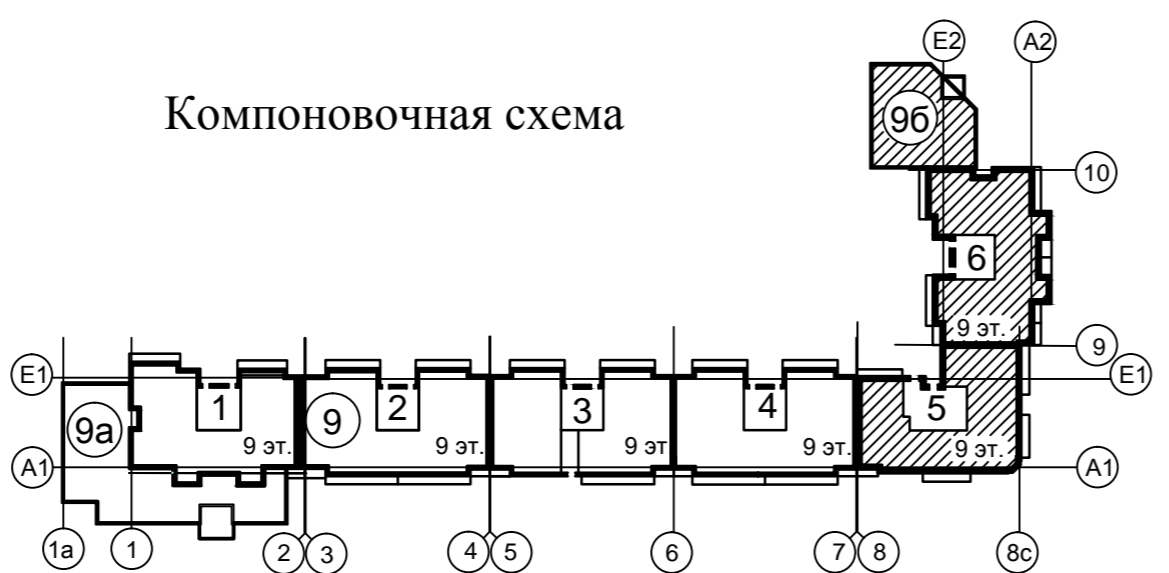 Е2 А2
Компоновочная схема
9б
10
6
9 эт.
9
Е1 1 9 2 3 4 5 Е1
9а 9 эт. 9 эт. 9 эт. 9 эт. 9 эт.
А1 А1
1а 1 2 3 4 5 6 7 8 8с